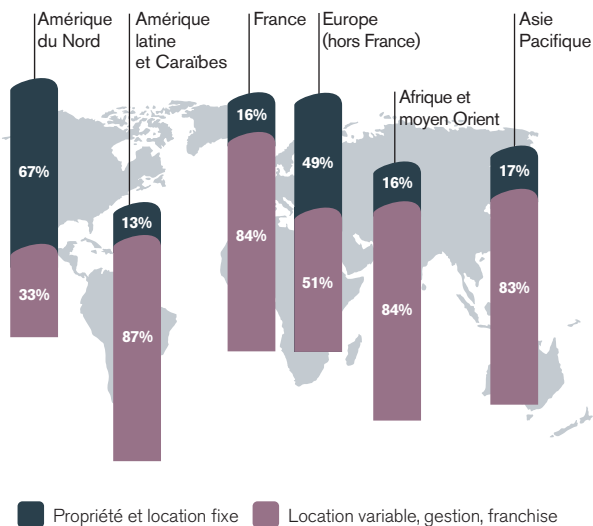 Amérique
du Nord
Amérique
latine
et Caraïbes
France
Europe
(hors France)
Afrique et
moyen Orient
Asie
Pacifique
67%
33%
13%
87%
16%
84%
49%
51%
16%
84%
17%
83%
Propriété et location fixe
Location variable, gestion, franchise